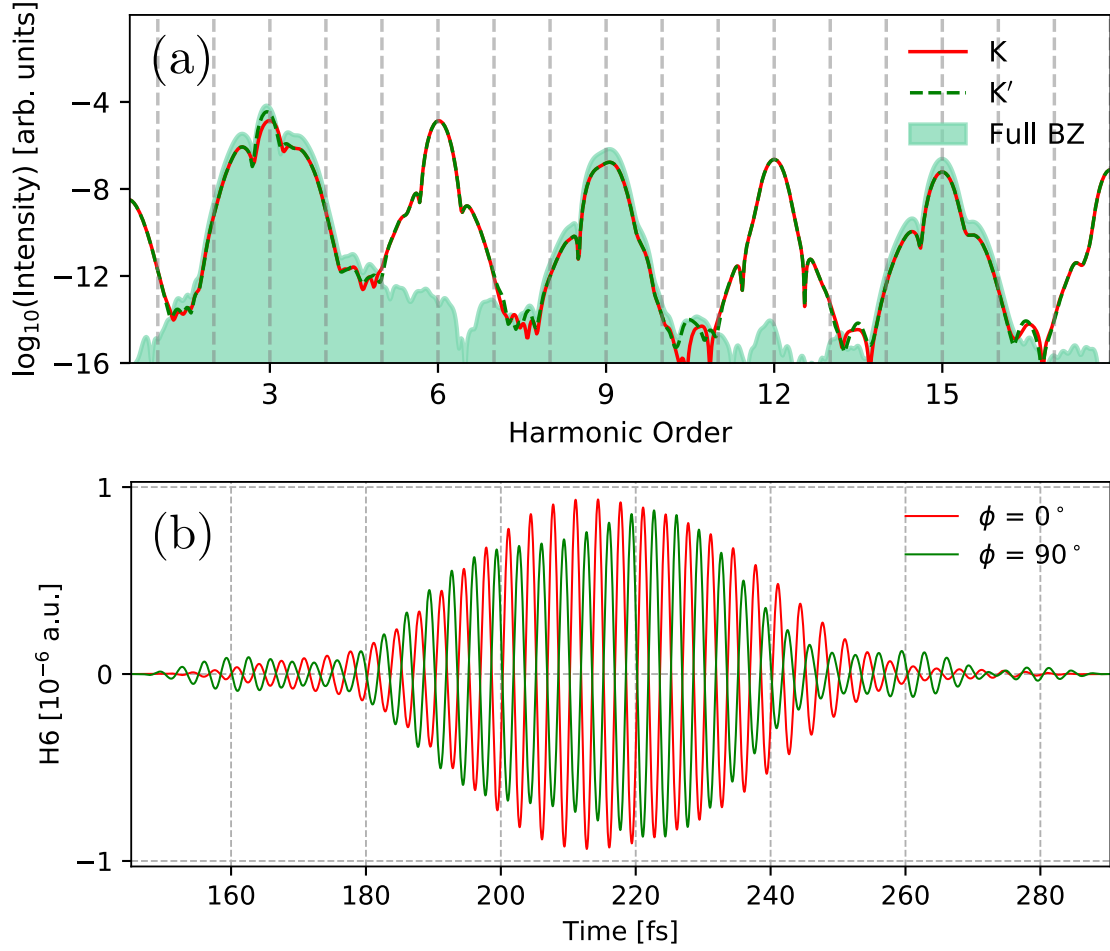 (a)
K
K′
Full BZ
log₁₀(Intensity) [arb. units]
−4
−8
−12
−16
3
6
9
12
15
Harmonic Order
(b)
ϕ = 0°
ϕ = 90°
H6 [10⁻⁶ a.u.]
1
0
−1
160
180
200
220
240
260
280
Time [fs]